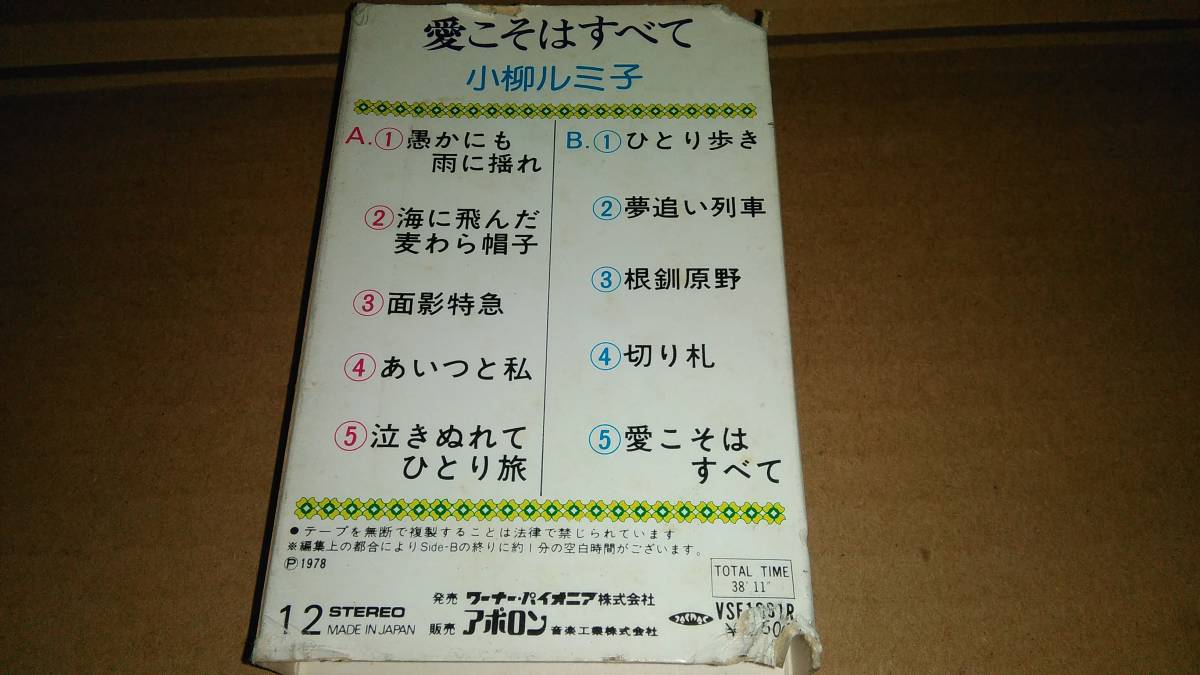 愛こそはすべて
小柳ルミ子
A.①愚かにも
雨に揺れ
②海に飛んだ
麦わら帽子
③面影特急
④あいつと私
⑤泣きぬれて
ひとり旅
B.①ひとり歩き
②夢追い列車
③根釧原野
④切り札
⑤愛こそは
すべて
●テープを無断で複製することは法律で禁じられています
※編集上の都合によりSide-Bの終りに約1分の空白時間がございます。
Ⓟ1978
TOTAL TIME
38' 11"
12 STEREO
MADE IN JAPAN
発売 ワーナー・パイオニア株式会社
販売 アポロン音楽工業株式会社